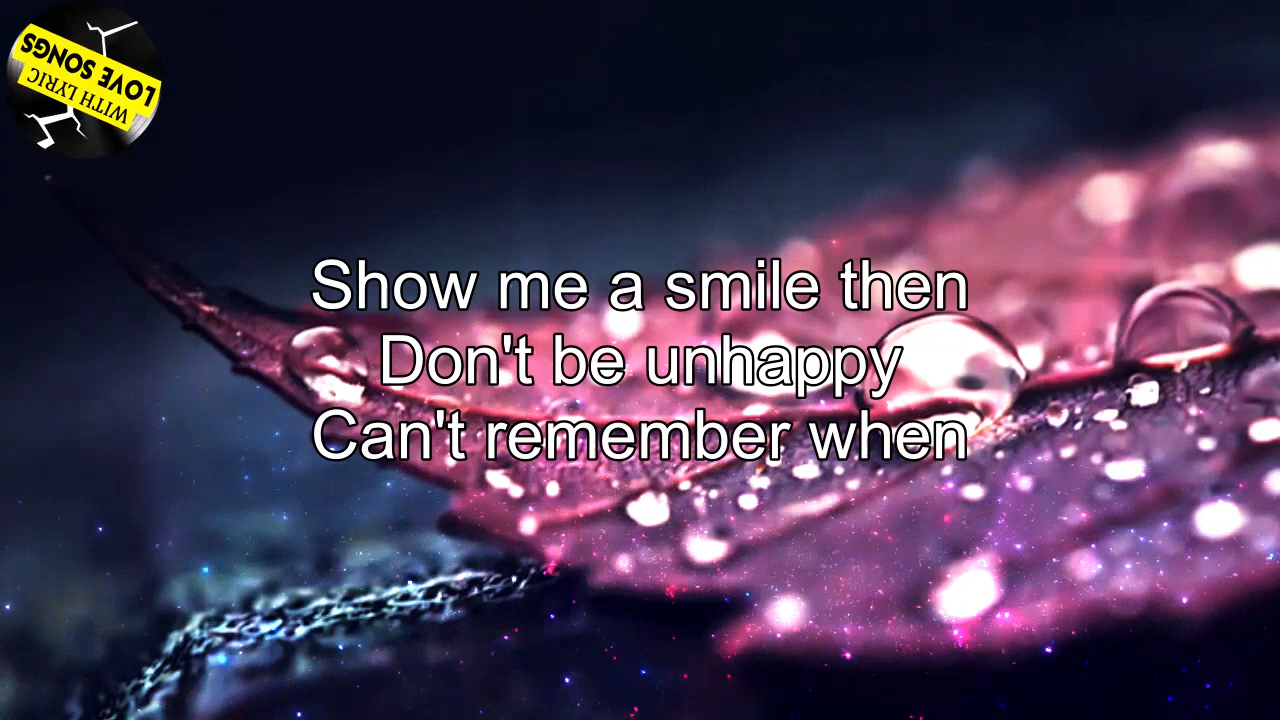 LOVE SONGS
WITH LYRIC
Show me a smile then
Don't be unhappy
Can't remember when